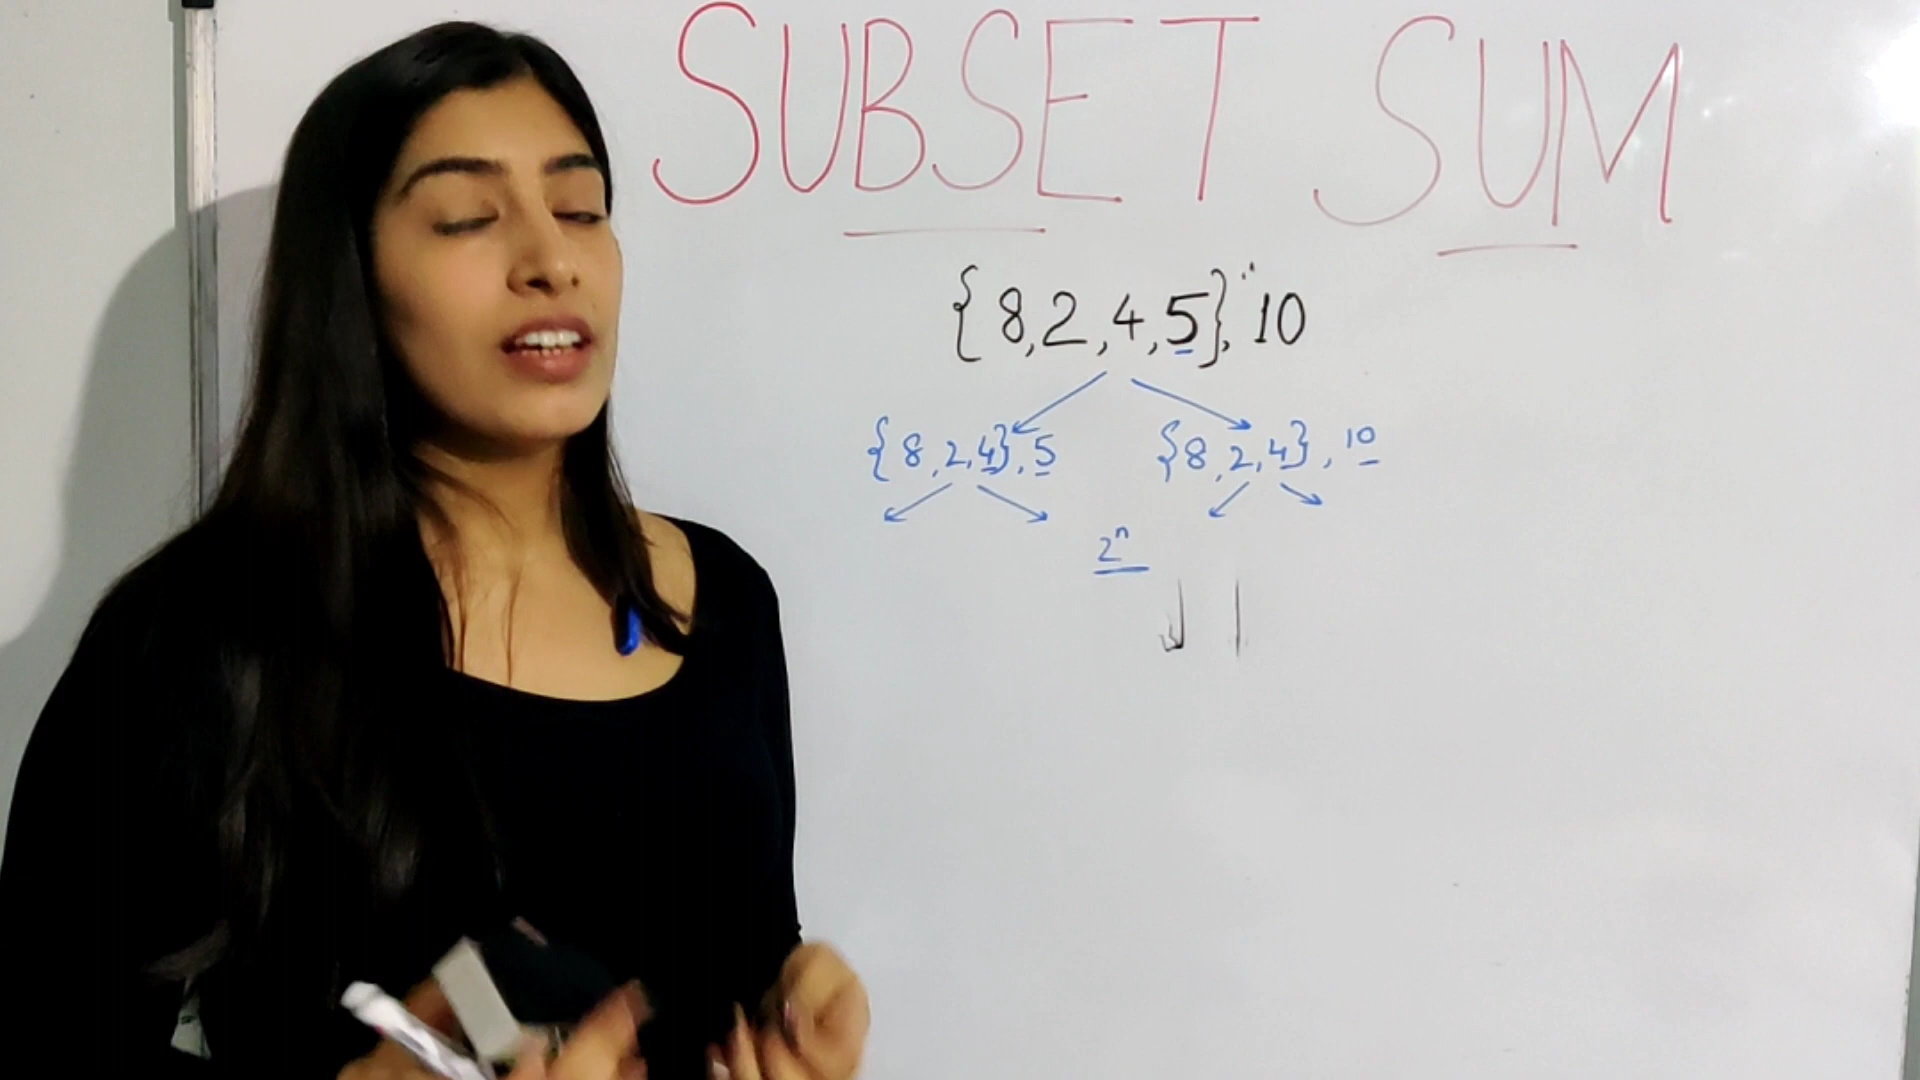 SUBSET SUM
{8,2,4,5}, 10
{8,2,4}, 5 {8,2,4}, 10
2ⁿ